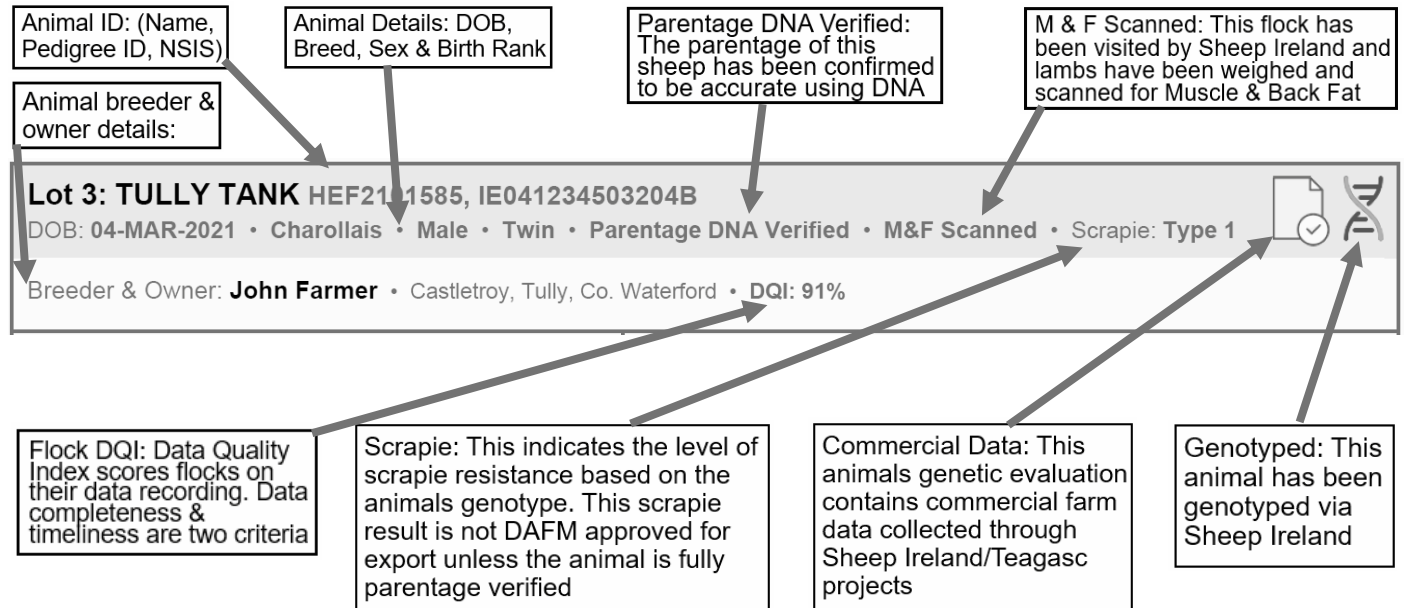 Animal ID: (Name,
Pedigree ID, NSIS)
Animal Details: DOB,
Breed, Sex & Birth Rank
Parentage DNA Verified:
The parentage of this
sheep has been confirmed
to be accurate using DNA
M & F Scanned: This flock has
been visited by Sheep Ireland and
lambs have been weighed and
scanned for Muscle & Back Fat
Animal breeder &
owner details:
Lot 3: TULLY TANK HEF2101585, IE041234503204B
DOB: 04-MAR-2021 • Charollais • Male • Twin • Parentage DNA Verified • M&F Scanned • Scrapie: Type 1
Breeder & Owner: John Farmer • Castletroy, Tully, Co. Waterford • DQI: 91%
Flock DQI: Data Quality
Index scores flocks on
their data recording. Data
completeness &
timeliness are two criteria
Scrapie: This indicates the level of
scrapie resistance based on the
animals genotype. This scrapie
result is not DAFM approved for
export unless the animal is fully
parentage verified
Commercial Data: This
animals genetic evaluation
contains commercial farm
data collected through
Sheep Ireland/Teagasc
projects
Genotyped: This
animal has been
genotyped via
Sheep Ireland